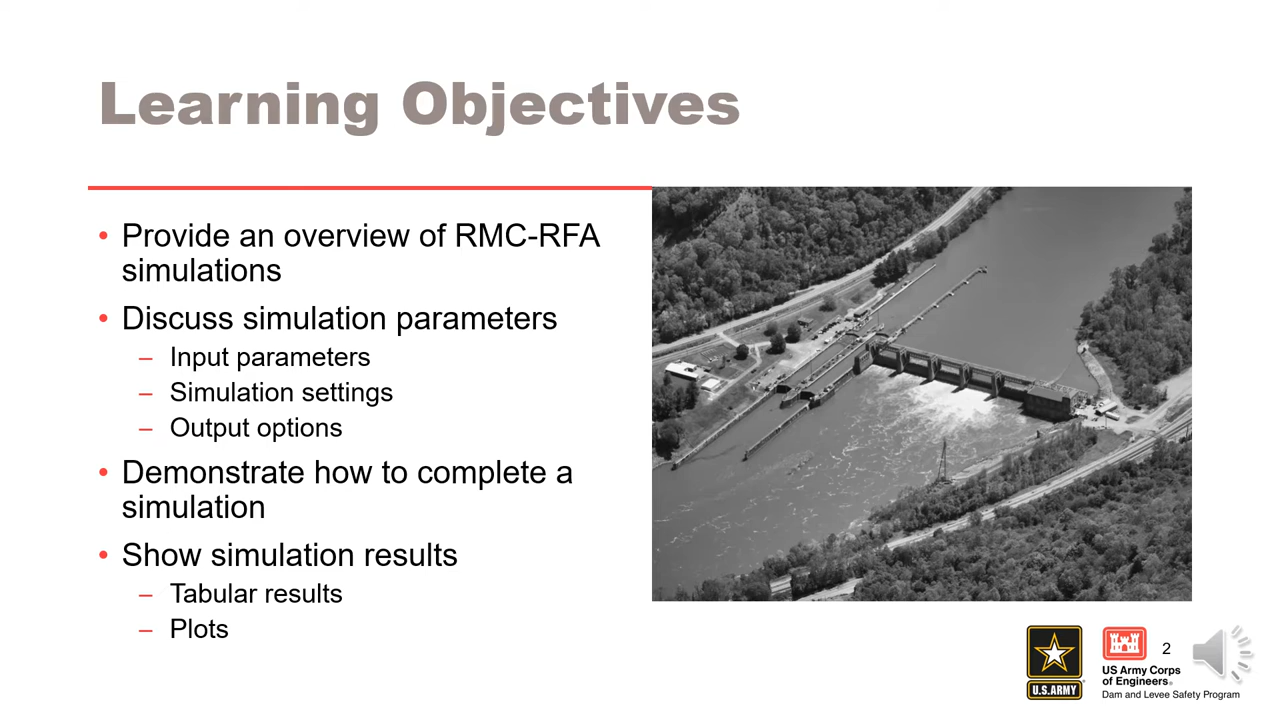 Learning Objectives
• Provide an overview of RMC-RFA
simulations
• Discuss simulation parameters
– Input parameters
– Simulation settings
– Output options
• Demonstrate how to complete a
simulation
• Show simulation results
– Tabular results
– Plots
U.S.ARMY
2
US Army Corps
of Engineers®
Dam and Levee Safety Program